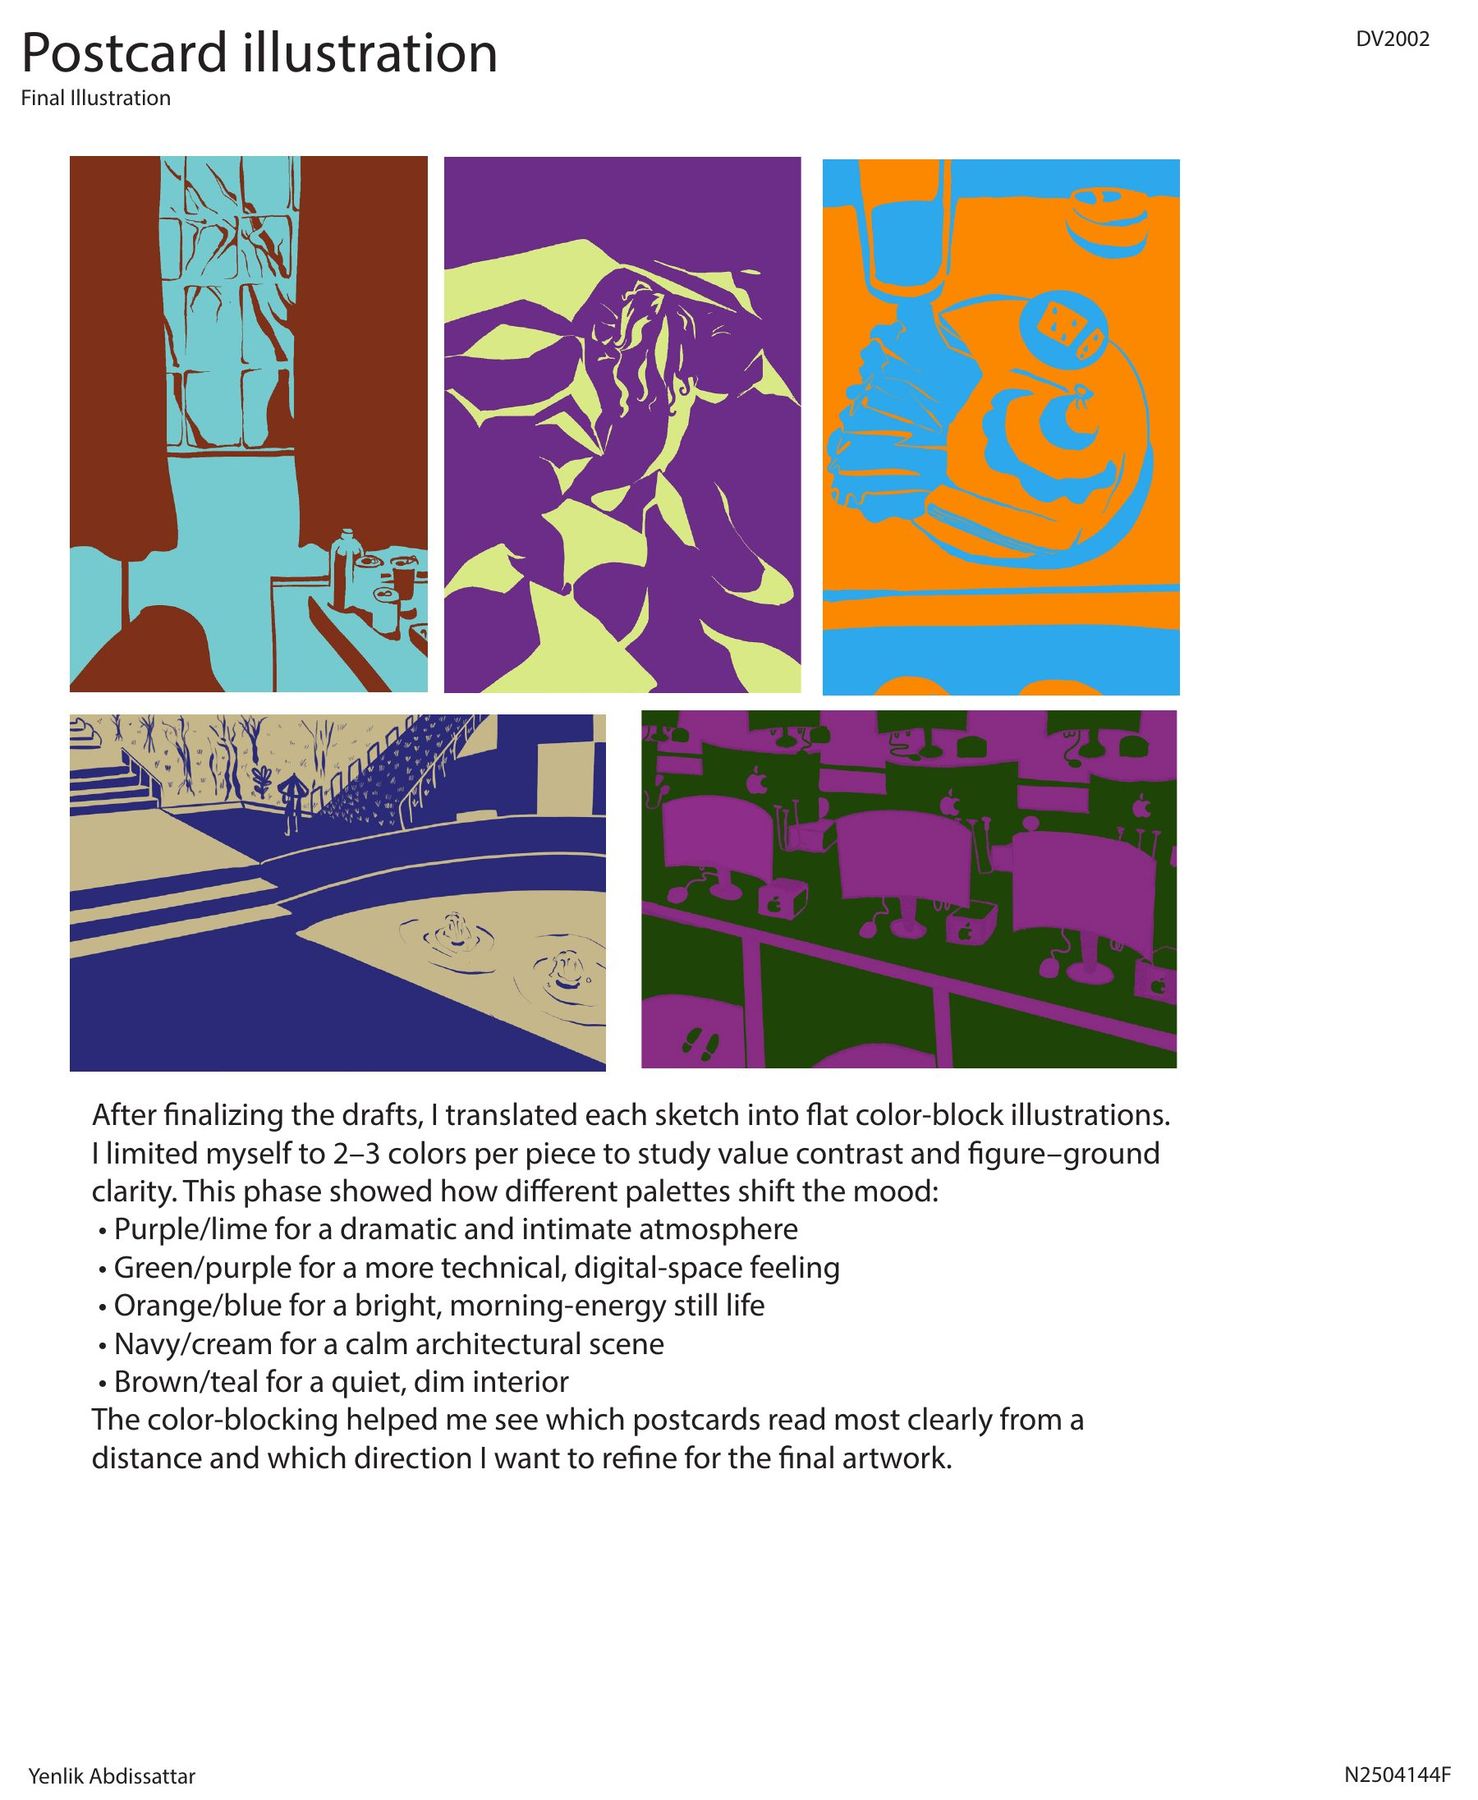 Postcard illustration
DV2002
Final Illustration
After finalizing the drafts, I translated each sketch into flat color-block illustrations.
I limited myself to 2–3 colors per piece to study value contrast and figure–ground
clarity. This phase showed how different palettes shift the mood:
• Purple/lime for a dramatic and intimate atmosphere
• Green/purple for a more technical, digital-space feeling
• Orange/blue for a bright, morning-energy still life
• Navy/cream for a calm architectural scene
• Brown/teal for a quiet, dim interior
The color-blocking helped me see which postcards read most clearly from a
distance and which direction I want to refine for the final artwork.
Yenlik Abdissattar
N2504144F